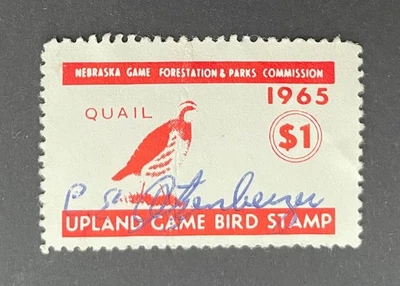 NEBRASKA GAME FORESTATION & PARKS COMMISSION
1965
QUAIL
$1
UPLAND GAME BIRD STAMP